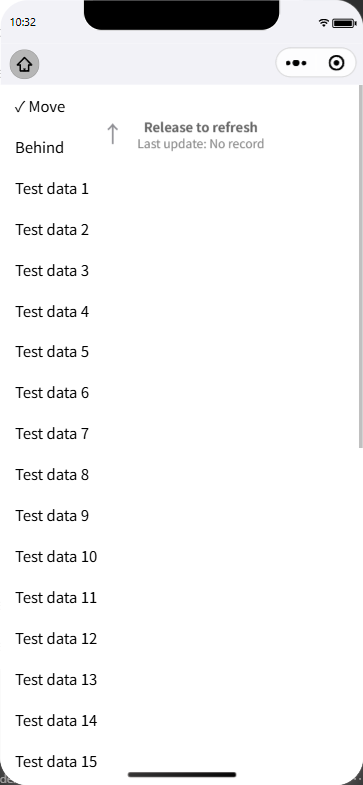 10:32
✓ Move
Release to refresh
Last update: No record
Behind
Test data 1
Test data 2
Test data 3
Test data 4
Test data 5
Test data 6
Test data 7
Test data 8
Test data 9
Test data 10
Test data 11
Test data 12
Test data 13
Test data 14
Test data 15